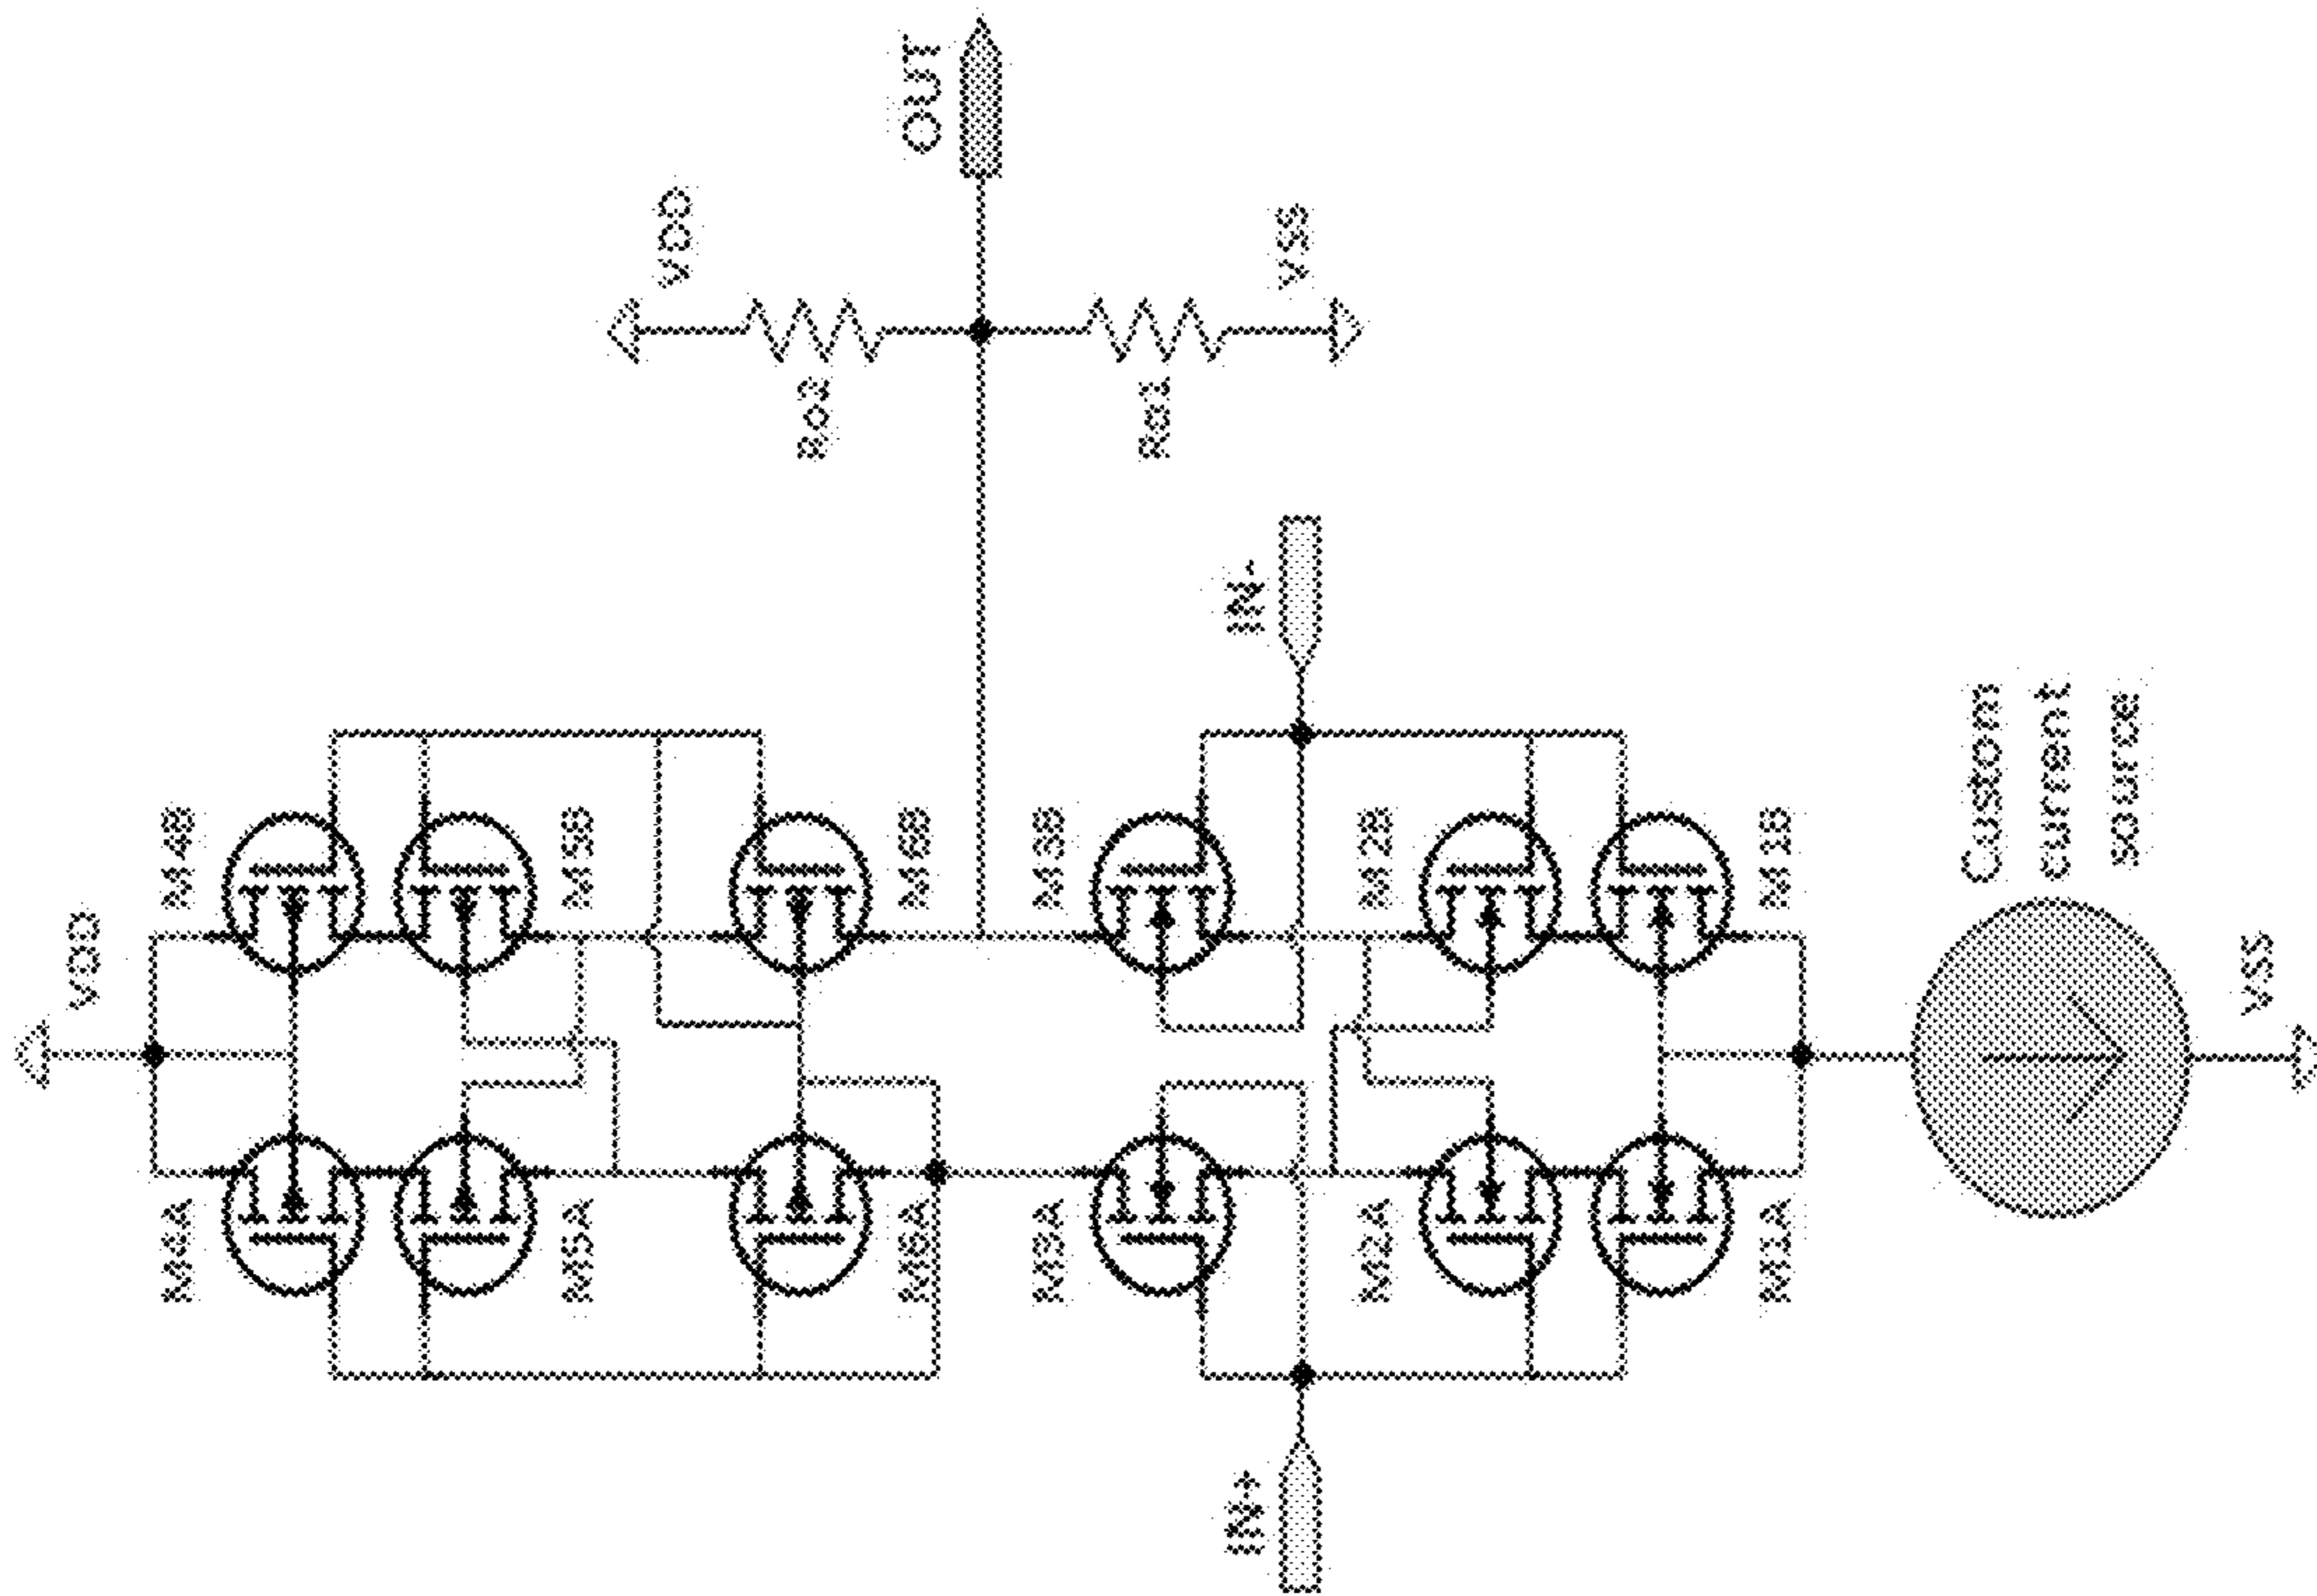 VDD
M4A
M4B
M5A
M5B
M6A
M6B
M3A
M3B
M2A
M2B
M1A
M1B
IN+
IN-
VDD
Ro1
VSS
OUT
Custom
current
source
VSS